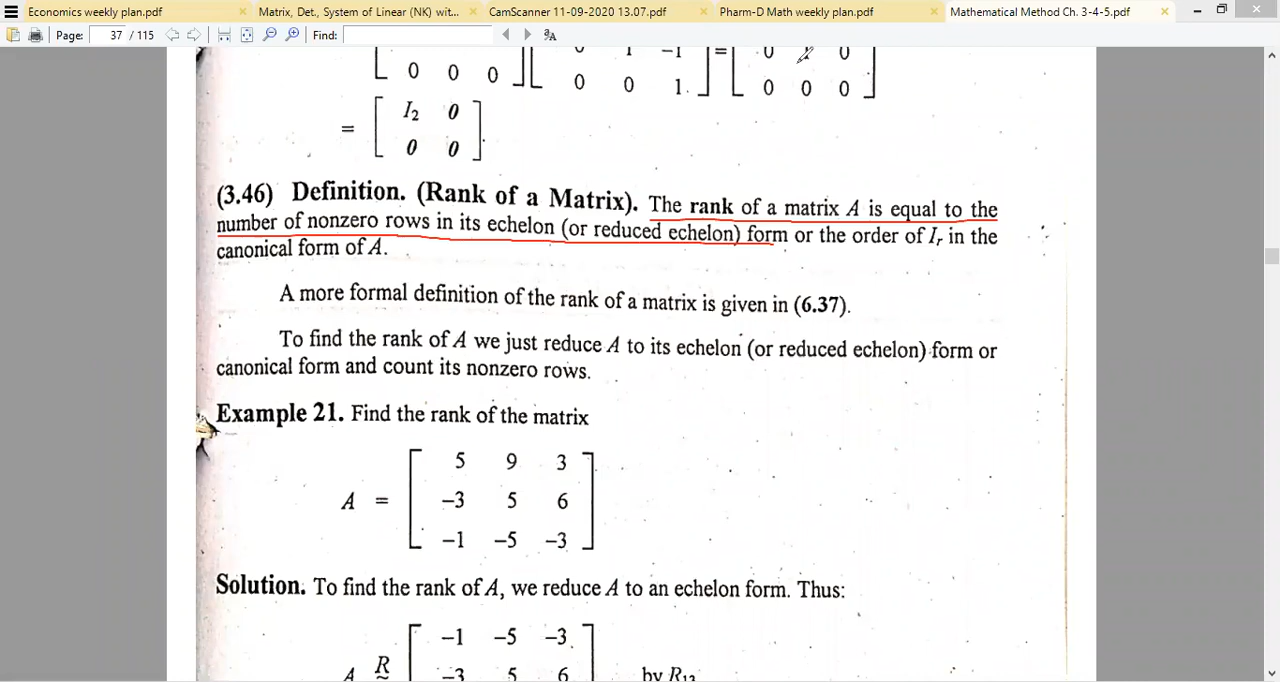 Economics weekly plan.pdf × Matrix, Det., System of Linear (NK) wit... × CamScanner 11-09-2020 13.07.pdf × Pharm-D Math weekly plan.pdf × Mathematical Method Ch. 3-4-5.pdf ×
Page: 37 / 115 Find:
0 1 -1 = 0 0
0 0 0 0 0 1. 0 0 0
= I2 0
0 0
(3.46) Definition. (Rank of a Matrix). The rank of a matrix A is equal to the
number of nonzero rows in its echelon (or reduced echelon) form or the order of Ir in the
canonical form of A.
A more formal definition of the rank of a matrix is given in (6.37).
To find the rank of A we just reduce A to its echelon (or reduced echelon) form or
canonical form and count its nonzero rows.
Example 21. Find the rank of the matrix
5 9 3
A = -3 5 6
-1 -5 -3
Solution. To find the rank of A, we reduce A to an echelon form. Thus:
-1 -5 -3
A R ~ -3 5 6 by R13